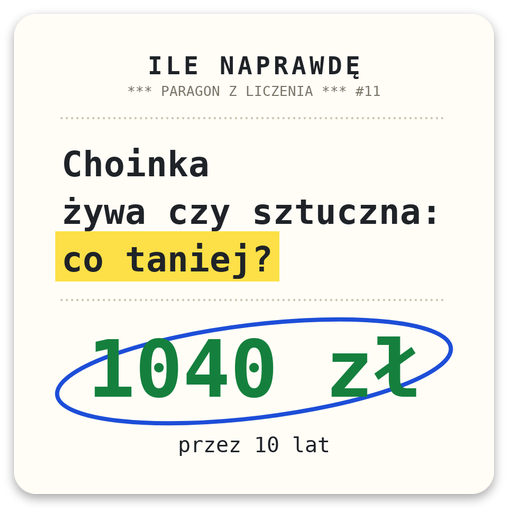 ILE NAPRAWDĘ
*** PARAGON Z LICZENIA *** #11
Choinka
żywa czy sztuczna:
co taniej?
1040 zł
przez 10 lat